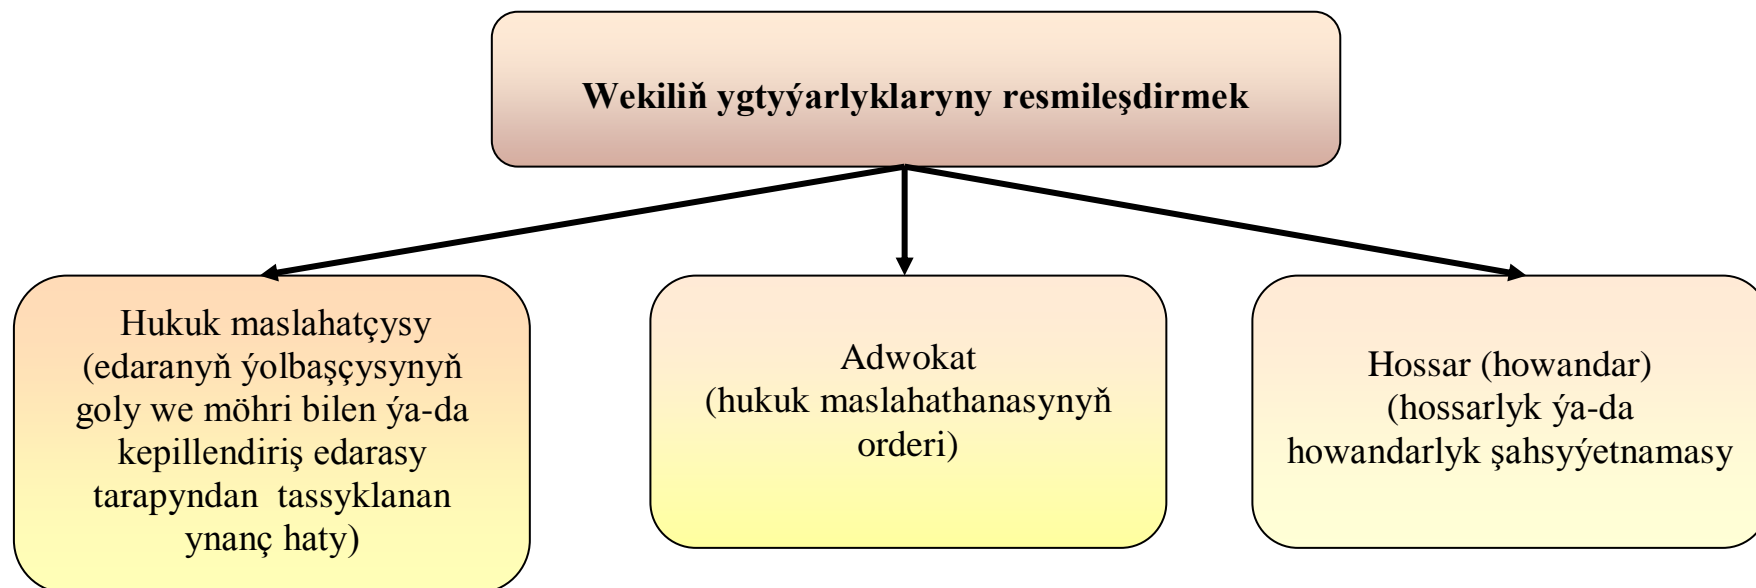 Wekiliň ygtyýarlyklaryny resmileşdirmek
Hukuk maslahatçysy
(edaranyň ýolbaşçysynyň
goly we möhri bilen ýa-da
kepillendiriş edarasy
tarapyndan tassyklanan
ynanç haty)
Adwokat
(hukuk maslahathanasynyň
orderi)
Hossar (howandar)
(hossarlyk ýa-da
howandarlyk şahsyýetnamasy